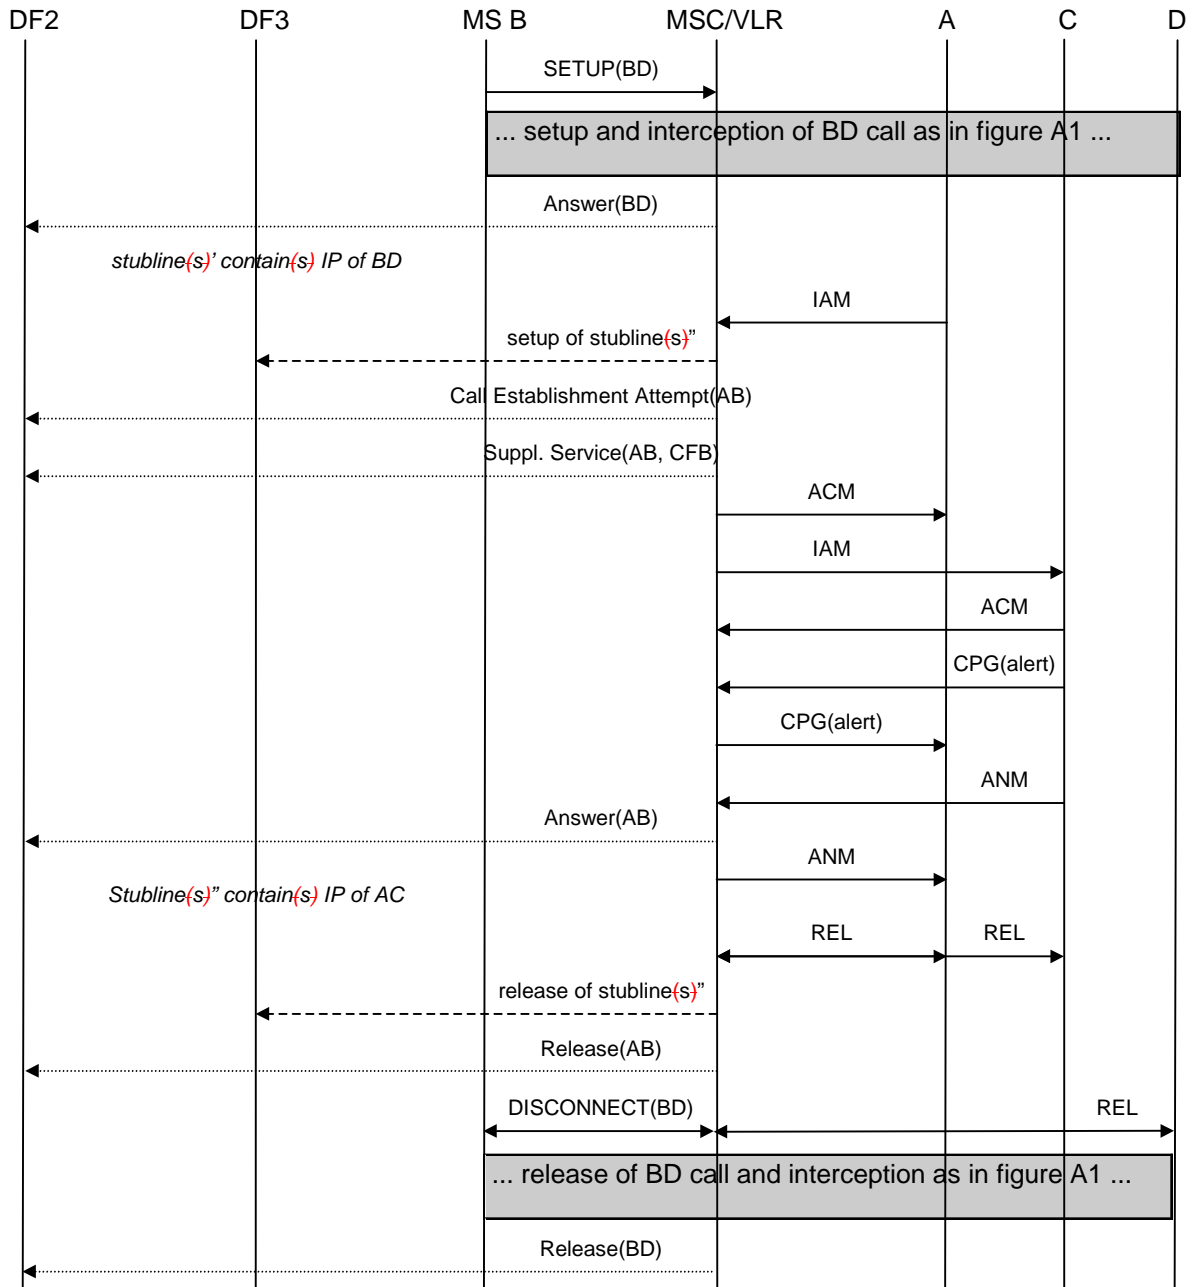 DF2 DF3 MS B MSC/VLR A C D
SETUP(BD)
... setup and interception of BD call as in figure A1 ...
Answer(BD)
stubline(s)’ contain(s) IP of BD
IAM
setup of stubline(s)”
Call Establishment Attempt(AB)
Suppl. Service(AB, CFB)
ACM
IAM
ACM
CPG(alert)
CPG(alert)
ANM
Answer(AB)
ANM
Stubline(s)” contain(s) IP of AC
REL REL
release of stubline(s)”
Release(AB)
DISCONNECT(BD) REL
... release of BD call and interception as in figure A1 ...
Release(BD)